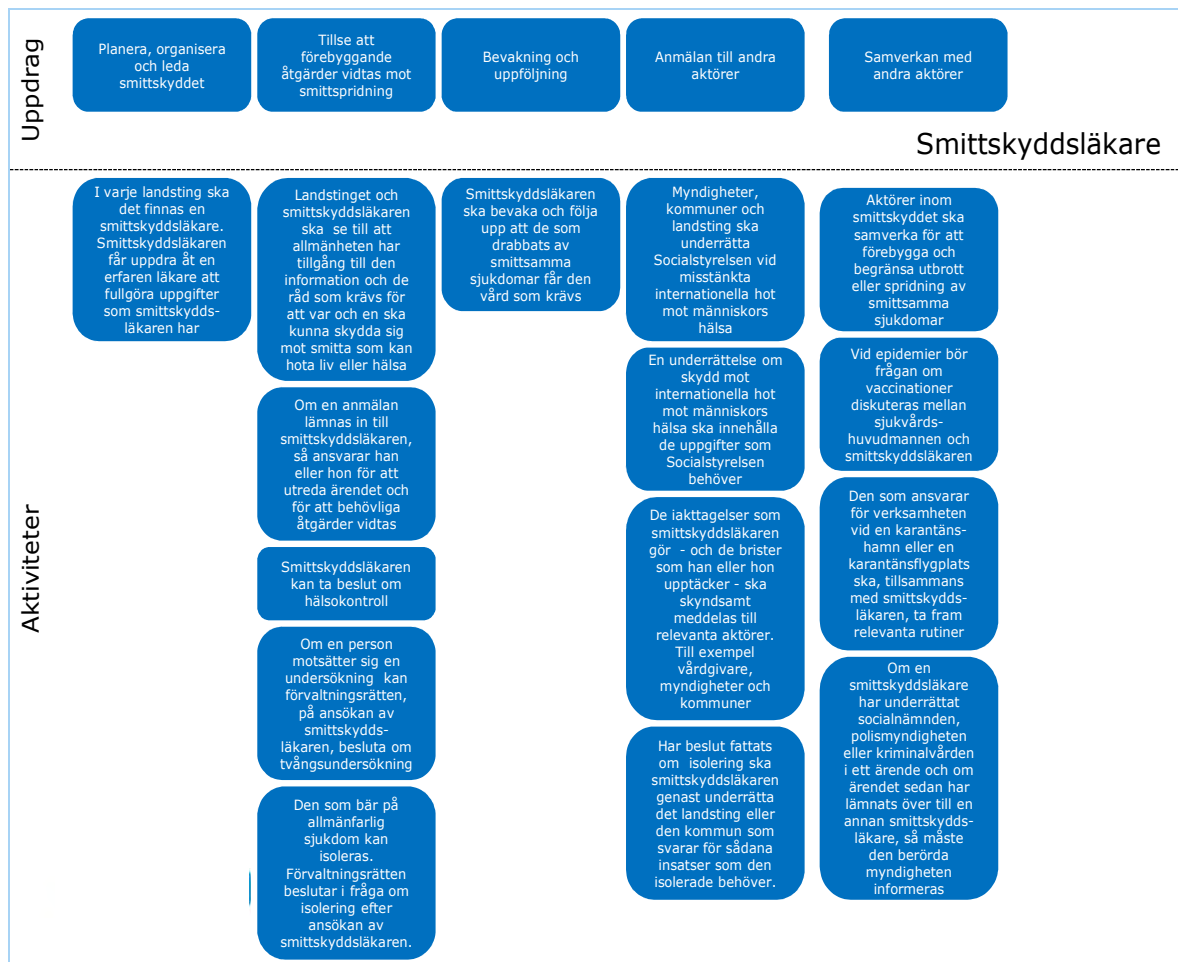 Uppdrag
Planera, organisera
och leda
smittskyddet
Tillse att
förebyggande
åtgärder vidtas mot
smittspridning
Bevakning och
uppföljning
Anmälan till andra
aktörer
Samverkan med
andra aktörer
Smittskyddsläkare
Aktiviteter
I varje landsting ska
det finnas en
smittskyddsläkare.
Smittskyddsläkaren
får uppdra åt en
erfaren läkare att
fullgöra uppgifter
som smittskydds-
läkaren har
Landstinget och
smittskyddsläkaren
ska se till att
allmänheten har
tillgång till den
information och de
råd som krävs för
att var och en ska
kunna skydda sig
mot smitta som kan
hota liv eller hälsa
Om en anmälan
lämnas in till
smittskyddsläkaren,
så ansvarar han
eller hon för att
utreda ärendet och
för att behövliga
åtgärder vidtas
Smittskyddsläkaren
kan ta beslut om
hälsokontroll
Om en person
motsätter sig en
undersökning kan
förvaltningsrätten,
på ansökan av
smittskydds-
läkaren, besluta om
tvångsundersökning
Den som bär på
allmänfarlig
sjukdom kan
isoleras.
Förvaltningsrätten
beslutar i fråga om
isolering efter
ansökan av
smittskyddsläkaren.
Smittskyddsläkaren
ska bevaka och följa
upp att de som
drabbats av
smittsamma
sjukdomar får den
vård som krävs
Myndigheter,
kommuner och
landsting ska
underrätta
Socialstyrelsen vid
misstänkta
internationella hot
mot människors
hälsa
En underrättelse om
skydd mot
internationella hot
mot människors
hälsa ska innehålla
de uppgifter som
Socialstyrelsen
behöver
De iakttagelser som
smittskyddsläkaren
gör - och de brister
som han eller hon
upptäcker - ska
skyndsamt
meddelas till
relevanta aktörer.
Till exempel
vårdgivare,
myndigheter och
kommuner
Har beslut fattats
om isolering ska
smittskyddsläkaren
genast underrätta
det landsting eller
den kommun som
svarar för sådana
insatser som den
isolerade behöver.
Aktörer inom
smittskyddet ska
samverka för att
förebygga och
begränsa utbrott
eller spridning av
smittsamma
sjukdomar
Vid epidemier bör
frågan om
vaccinationer
diskuteras mellan
sjukvårds-
huvudmannen och
smittskyddsläkaren
Den som ansvarar
för verksamheten
vid en karantäns-
hamn eller en
karantänsflygplats
ska, tillsammans
med smittskydds-
läkaren, ta fram
relevanta rutiner
Om en
smittskyddsläkare
har underrättat
socialnämnden,
polismyndigheten
eller kriminalvården
i ett ärende och om
ärendet sedan har
lämnats över till en
annan smittskydds-
läkare, så måste
den berörda
myndigheten
informeras